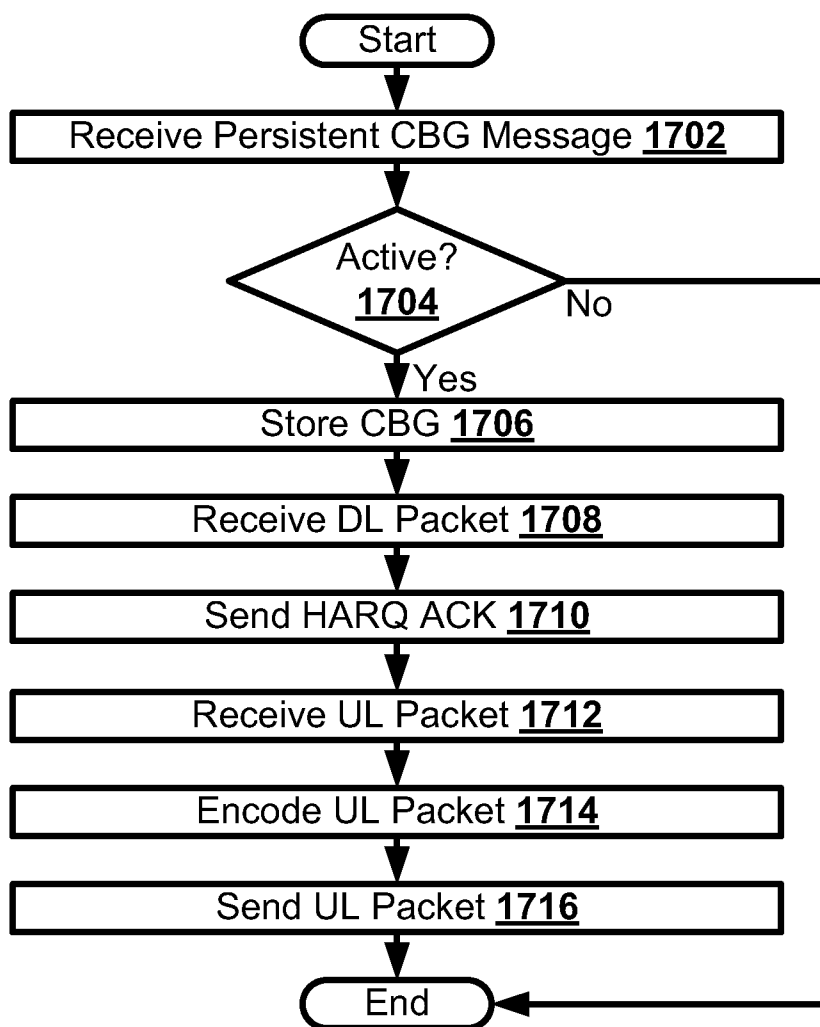 Start
Receive Persistent CBG Message 1702
Active?
1704
No
Yes
Store CBG 1706
Receive DL Packet 1708
Send HARQ ACK 1710
Receive UL Packet 1712
Encode UL Packet 1714
Send UL Packet 1716
End